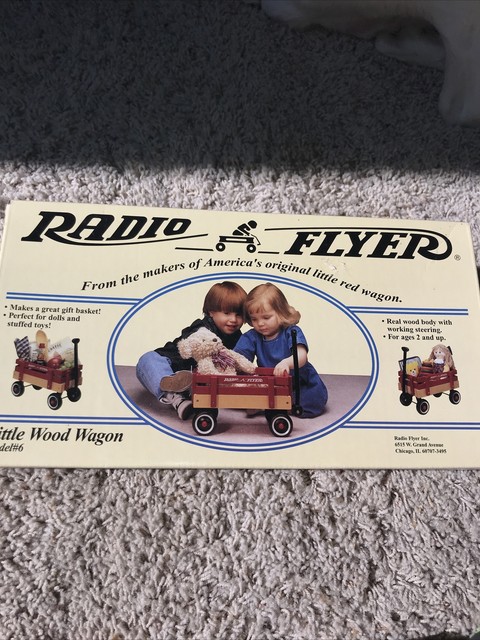 RADIO FLYER®
From the makers of America's original little red wagon.
• Makes a great gift basket!
• Perfect for dolls and
stuffed toys!
• Real wood body with
working steering.
• For ages 2 and up.
RADIO FLYER
ittle Wood Wagon
del#6
Radio Flyer Inc.
6515 W. Grand Avenue
Chicago, IL 60707-3495